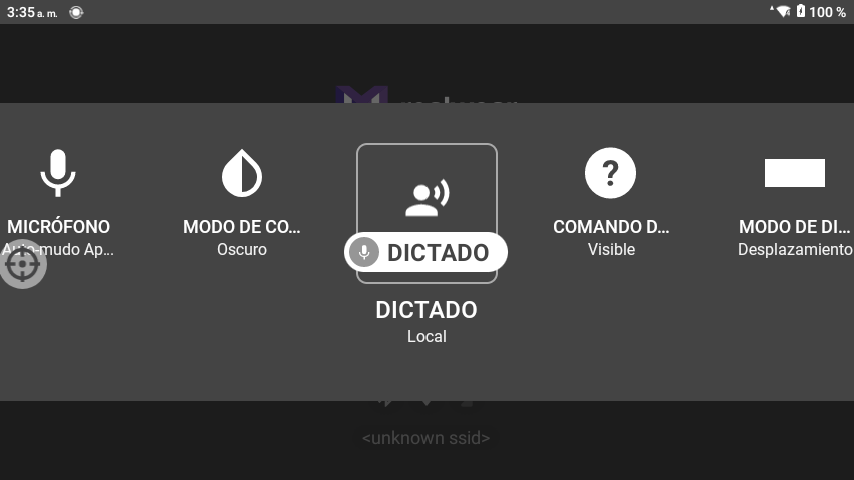 3:35 a. m.
100 %
MICRÓFONO
MODO DE CO...
COMANDO D...
MODO DE DI...
Auto-mudo Ap...
Oscuro
Visible
Desplazamiento
DICTADO
DICTADO
Local
<unknown ssid>